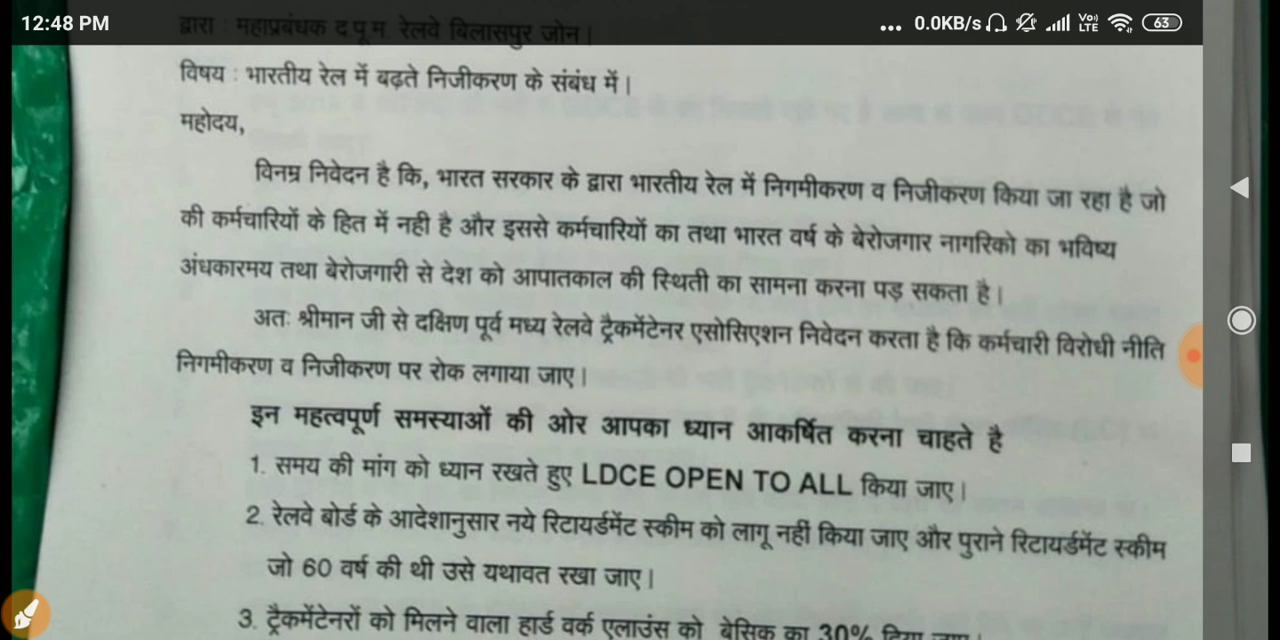 12:48 PM
... 0.0KB/s Vo) LTE 63
द्वारा : महाप्रबंधक द.पू.म. रेलवे बिलासपुर जोन।
विषय : भारतीय रेल में बढ़ते निजीकरण के संबंध में।
महोदय,
विनम्र निवेदन है कि, भारत सरकार के द्वारा भारतीय रेल में निगमीकरण व निजीकरण किया जा रहा है जो
की कर्मचारियों के हित में नही है और इससे कर्मचारियों का तथा भारत वर्ष के बेरोजगार नागरिको का भविष्य
अंधकारमय तथा बेरोजगारी से देश को आपातकाल की स्थिती का सामना करना पड़ सकता है।
अतः श्रीमान जी से दक्षिण पूर्व मध्य रेलवे ट्रैकमेंटेनर एसोसिएशन निवेदन करता है कि कर्मचारी विरोधी नीति
निगमीकरण व निजीकरण पर रोक लगाया जाए।
इन महत्वपूर्ण समस्याओं की ओर आपका ध्यान आकर्षित करना चाहते है
1. समय की मांग को ध्यान रखते हुए LDCE OPEN TO ALL किया जाए।
2. रेलवे बोर्ड के आदेशानुसार नये रिटायर्डमेंट स्कीम को लागू नहीं किया जाए और पुराने रिटायर्डमेंट स्कीम
जो 60 वर्ष की थी उसे यथावत रखा जाए।
3. ट्रैकमेंटेनरों को मिलने वाला हार्ड वर्क एलाउंस को बेसिक का 30% दिया जाए।